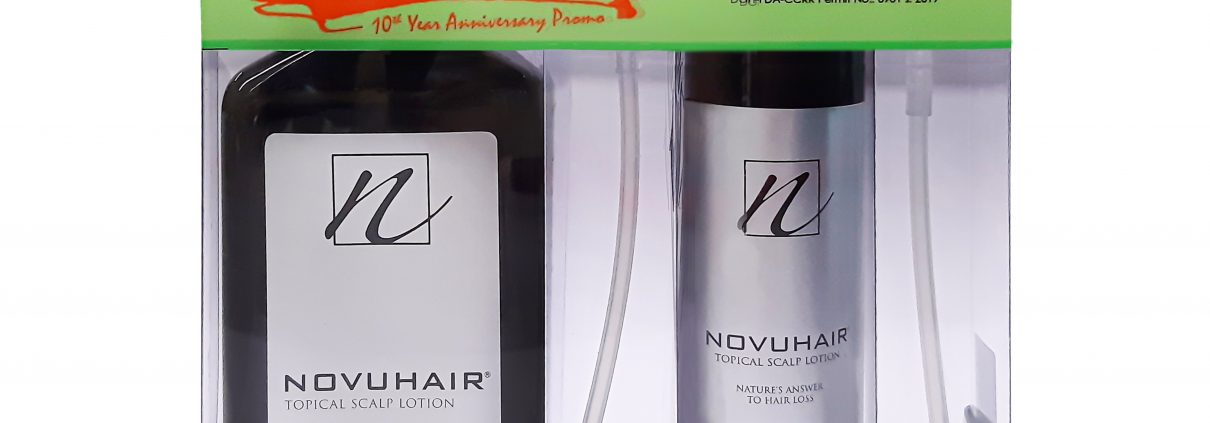 10th Year Anniversary Promo
n
NOVUHAIR®
TOPICAL SCALP LOTION
n
NOVUHAIR®
TOPICAL SCALP LOTION
NATURE'S ANSWER
TO HAIR LOSS